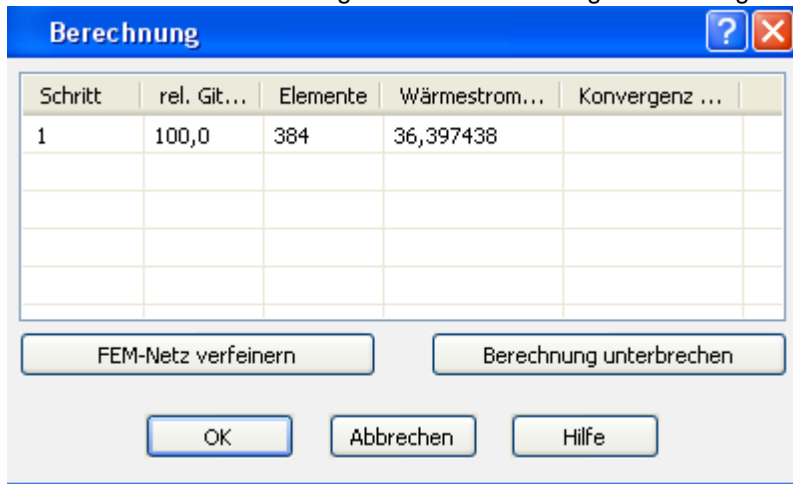 Berechnung
Schritt rel. Git... Elemente Wärmestrom... Konvergenz ...
1 100,0 384 36,397438
FEM-Netz verfeinern Berechnung unterbrechen
OK Abbrechen Hilfe